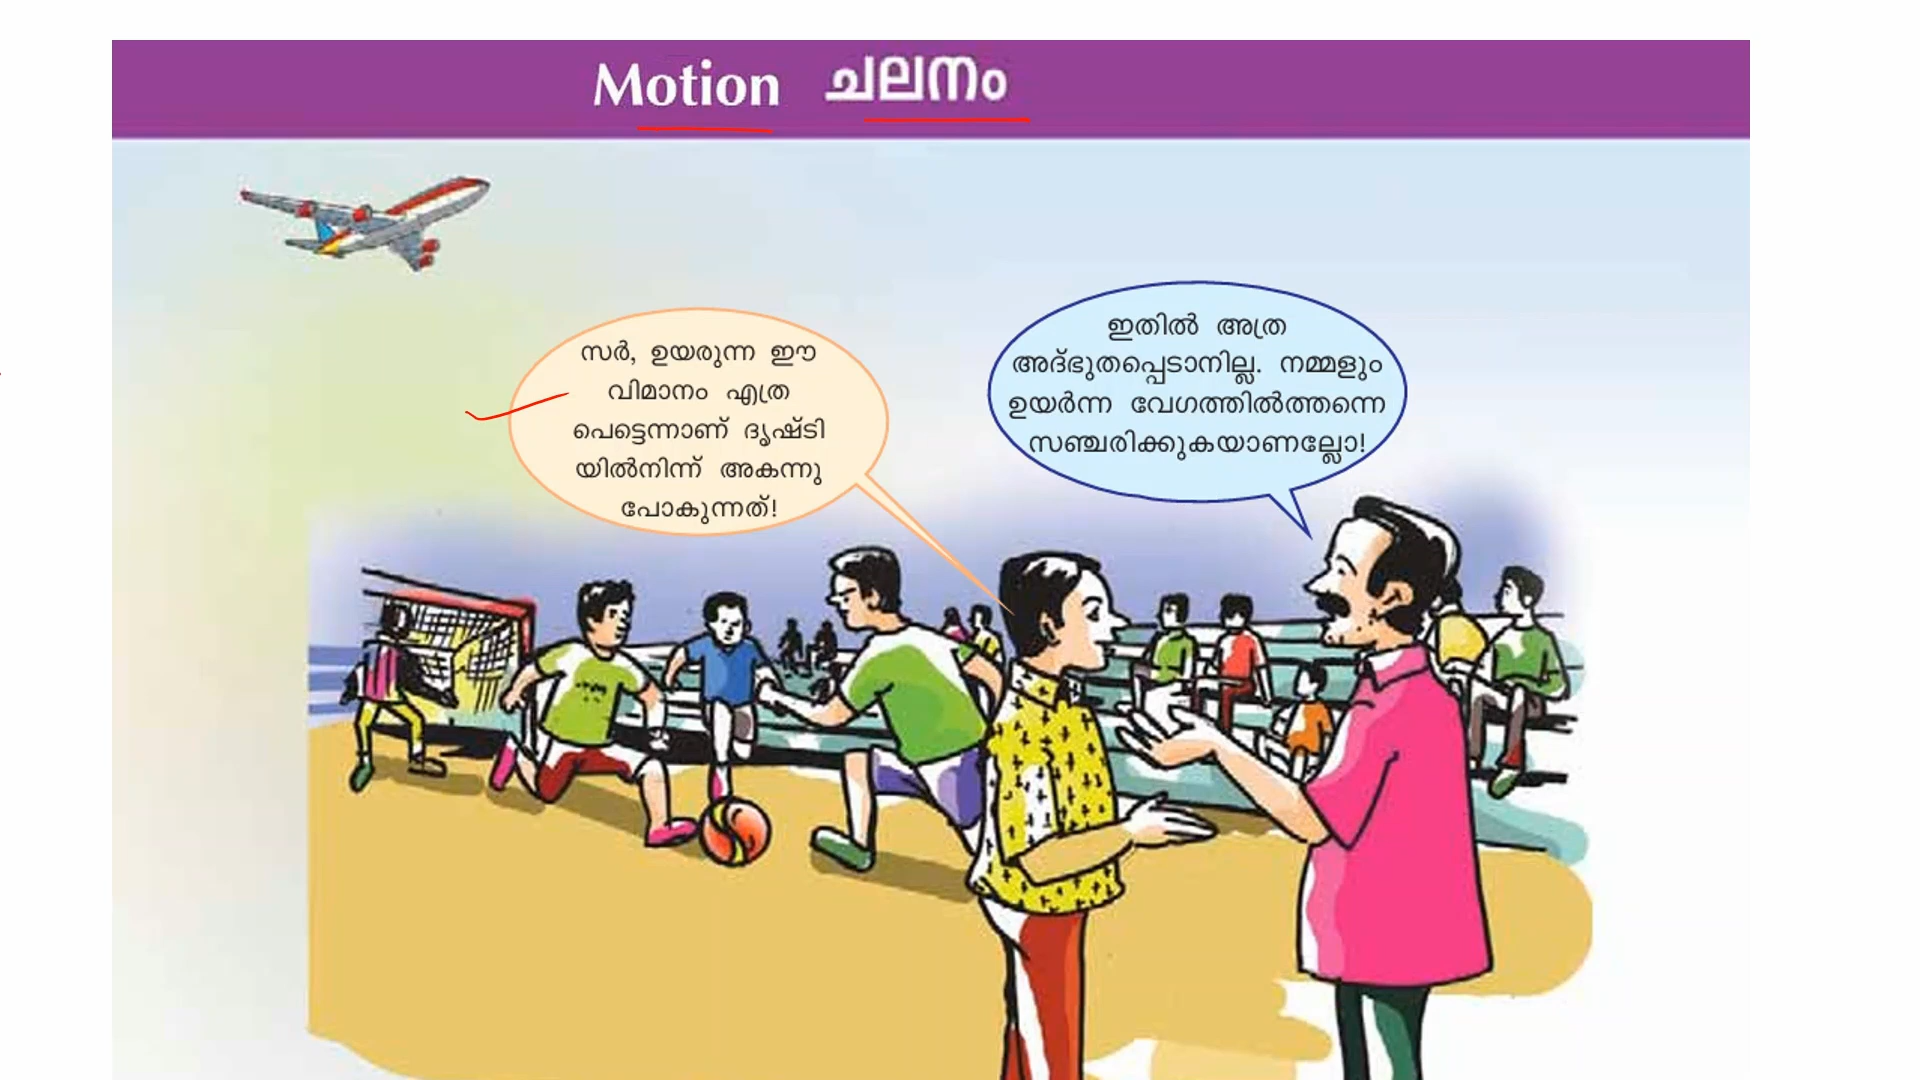 Motion ചലനം
സർ, ഉയരുന്ന ഈ
വിമാനം എത്ര
പെട്ടെന്നാണ് ദൃഷ്ടി
യിൽനിന്ന് അകന്നു
പോകുന്നത്!
ഇതിൽ അത്ര
അദ്ഭുതപ്പെടാനില്ല. നമ്മളും
ഉയർന്ന വേഗത്തിൽത്തന്നെ
സഞ്ചരിക്കുകയാണല്ലോ!